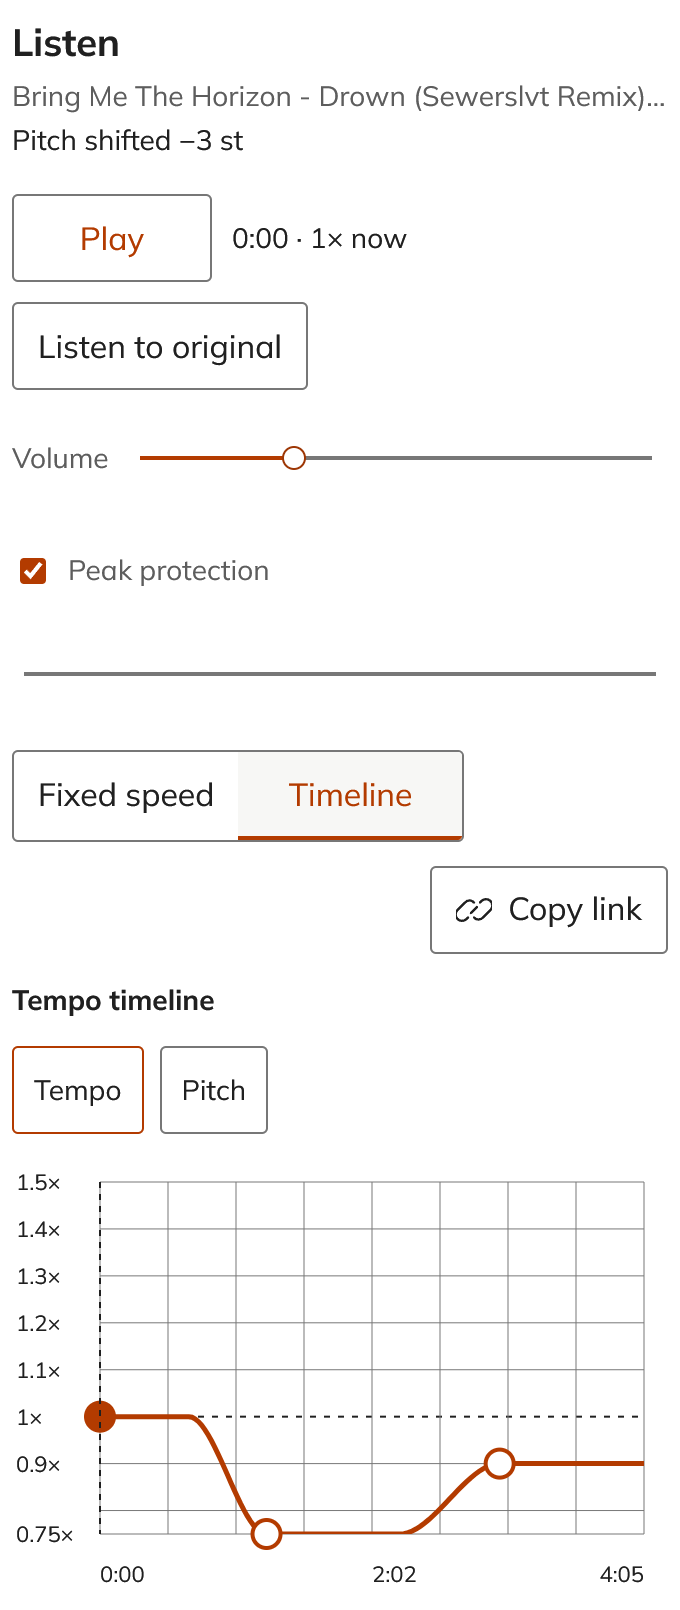 Listen
Bring Me The Horizon - Drown (Sewerslvt Remix)...
Pitch shifted −3 st
Play
0:00 · 1× now
Listen to original
Volume
Peak protection
Fixed speed
Timeline
Copy link
Tempo timeline
Tempo
Pitch
1.5×
1.4×
1.3×
1.2×
1.1×
1×
0.9×
0.75×
0:00
2:02
4:05